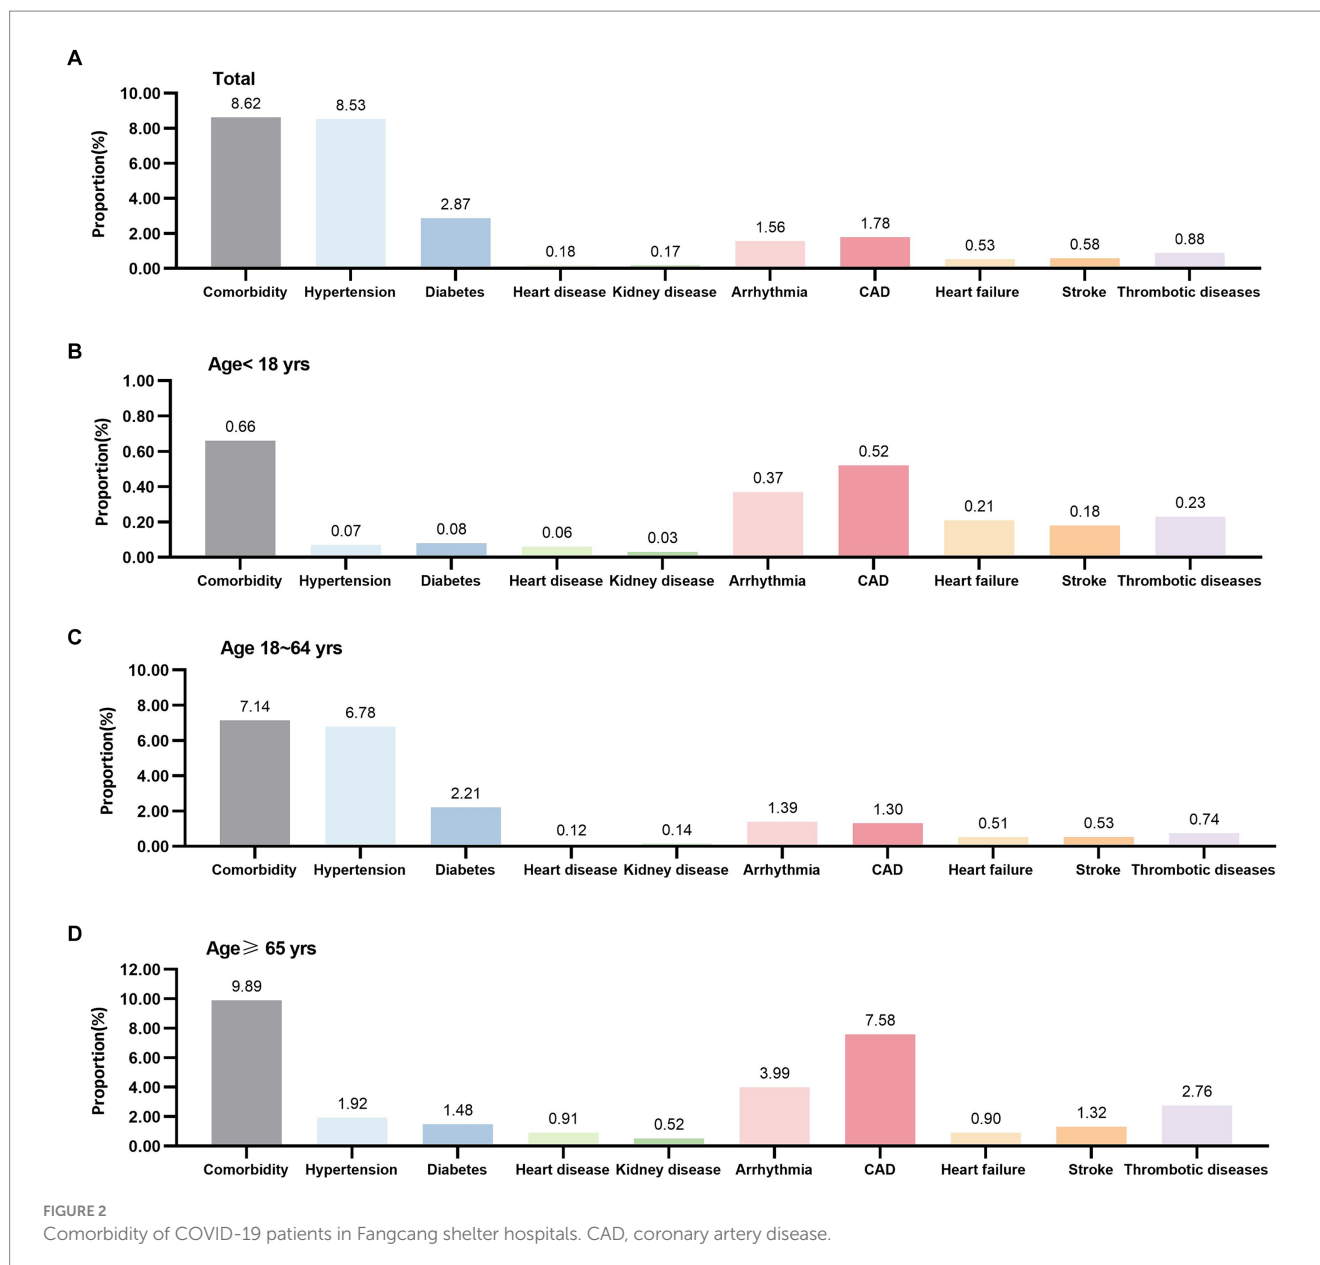 A
Total
Proportion(%)
10.00
8.00
6.00
4.00
2.00
0.00
8.62
8.53
2.87
0.18
0.17
1.56
1.78
0.53
0.58
0.88
Comorbidity
Hypertension
Diabetes
Heart disease
Kidney disease
Arrhythmia
CAD
Heart failure
Stroke
Thrombotic diseases
B
Age< 18 yrs
Proportion(%)
1.00
0.80
0.60
0.40
0.20
0.00
0.66
0.07
0.08
0.06
0.03
0.37
0.52
0.21
0.18
0.23
Comorbidity
Hypertension
Diabetes
Heart disease
Kidney disease
Arrhythmia
CAD
Heart failure
Stroke
Thrombotic diseases
C
Age 18~64 yrs
Proportion(%)
10.00
8.00
6.00
4.00
2.00
0.00
7.14
6.78
2.21
0.12
0.14
1.39
1.30
0.51
0.53
0.74
Comorbidity
Hypertension
Diabetes
Heart disease
Kidney disease
Arrhythmia
CAD
Heart failure
Stroke
Thrombotic diseases
D
Age⩾ 65 yrs
Proportion(%)
12.00
10.00
8.00
6.00
4.00
2.00
0.00
9.89
1.92
1.48
0.91
0.52
3.99
7.58
0.90
1.32
2.76
Comorbidity
Hypertension
Diabetes
Heart disease
Kidney disease
Arrhythmia
CAD
Heart failure
Stroke
Thrombotic diseases
FIGURE 2
Comorbidity of COVID-19 patients in Fangcang shelter hospitals. CAD, coronary artery disease.